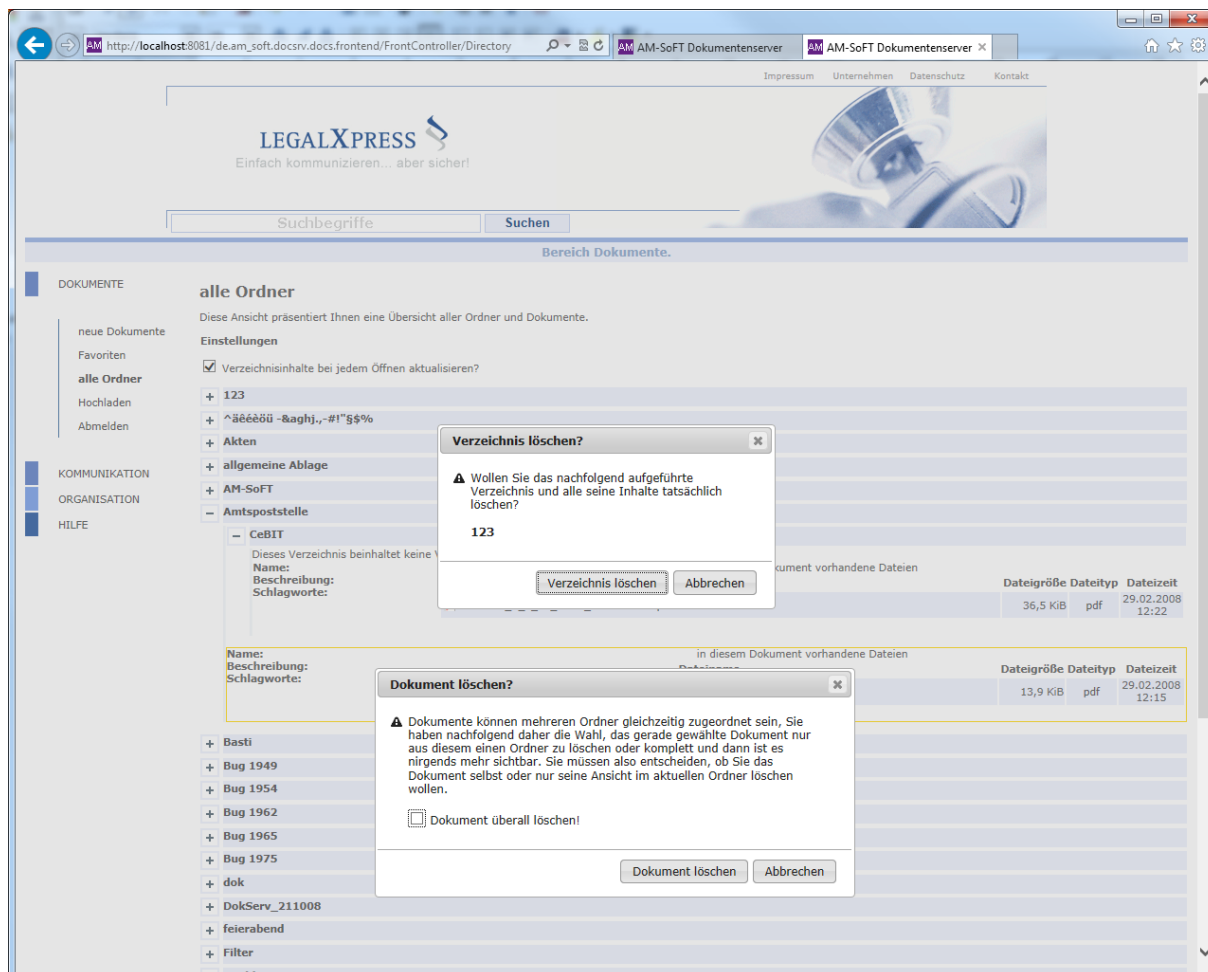 http://localhost:8081/de.am_soft.docsrv.docs.frontend/FrontController/Directory
AM AM-SoFT Dokumentenserver
AM AM-SoFT Dokumentenserver
Impressum Unternehmen Datenschutz Kontakt
LEGALXPRESS
Einfach kommunizieren... aber sicher!
Suchbegriffe Suchen
Bereich Dokumente.
DOKUMENTE
neue Dokumente
Favoriten
alle Ordner
Hochladen
Abmelden
KOMMUNIKATION
ORGANISATION
HILFE
alle Ordner
Diese Ansicht präsentiert Ihnen eine Übersicht aller Ordner und Dokumente.
Einstellungen
Verzeichnisinhalte bei jedem Öffnen aktualisieren?
+ 123
+ ^äêéèöü -&aghj.,-#!"§$%
+ Akten
+ allgemeine Ablage
+ AM-SoFT
− Amtspoststelle
− CeBIT
Dieses Verzeichnis beinhaltet keine
Name:
Beschreibung:
Schlagworte:
vorhandene Dateien
Dateigröße Dateityp Dateizeit
36,5 KiB pdf 29.02.2008
12:22
Name:
Beschreibung:
Schlagworte:
in diesem Dokument vorhandene Dateien
Dateigröße Dateityp Dateizeit
13,9 KiB pdf 29.02.2008
12:15
+ Basti
+ Bug 1949
+ Bug 1954
+ Bug 1962
+ Bug 1965
+ Bug 1975
+ dok
+ DokServ_211008
+ feierabend
+ Filter
Verzeichnis löschen?
Wollen Sie das nachfolgend aufgeführte
Verzeichnis und alle seine Inhalte tatsächlich
löschen?
123
Verzeichnis löschen Abbrechen
Dokument löschen?
Dokumente können mehreren Ordner gleichzeitig zugeordnet sein, Sie
haben nachfolgend daher die Wahl, das gerade gewählte Dokument nur
aus diesem einen Ordner zu löschen oder komplett und dann ist es
nirgends mehr sichtbar. Sie müssen also entscheiden, ob Sie das
Dokument selbst oder nur seine Ansicht im aktuellen Ordner löschen
wollen.
Dokument überall löschen!
Dokument löschen Abbrechen